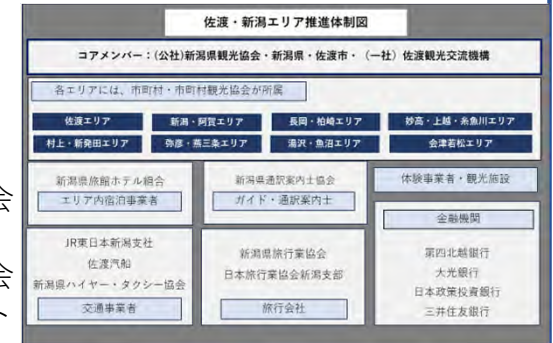 佐渡・新潟エリア推進体制図
コアメンバー：(公社)新潟県観光協会・新潟県・佐渡市・（一社）佐渡観光交流機構
各エリアには、市町村・市町村観光協会が所属
佐渡エリア
新潟・阿賀エリア
長岡・柏崎エリア
妙高・上越・糸魚川エリア
村上・新発田エリア
弥彦・燕三条エリア
湯沢・魚沼エリア
会津若松エリア
新潟県旅館ホテル組合
エリア内宿泊事業者
新潟県通訳案内士協会
ガイド・通訳案内士
体験事業者・観光施設
JR東日本新潟支社
佐渡汽船
新潟県ハイヤー・タクシー協会
交通事業者
新潟県旅行業協会
日本旅行業協会新潟支部
旅行会社
金融機関
第四北越銀行
大光銀行
日本政策投資銀行
三井住友銀行
会
会